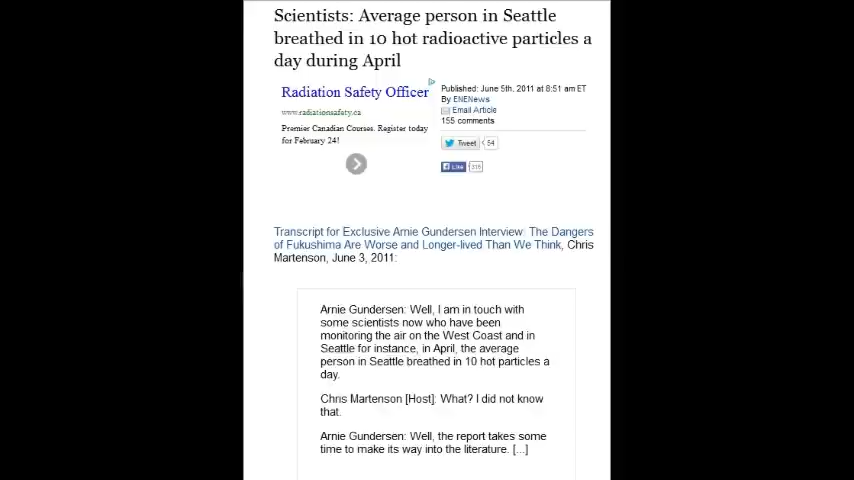 Scientists: Average person in Seattle
breathed in 10 hot radioactive particles a
day during April
Radiation Safety Officer
www.radiationsafety.ca
Premier Canadian Courses. Register today
for February 24!
Published: June 5th, 2011 at 8:51 am ET
By ENENews
Email Article
155 comments
Tweet 54
Like 316
Transcript for Exclusive Arnie Gundersen Interview: The Dangers
of Fukushima Are Worse and Longer-lived Than We Think, Chris
Martenson, June 3, 2011:
Arnie Gundersen: Well, I am in touch with
some scientists now who have been
monitoring the air on the West Coast and in
Seattle for instance, in April, the average
person in Seattle breathed in 10 hot particles a
day.
Chris Martenson [Host]: What? I did not know
that.
Arnie Gundersen: Well, the report takes some
time to make its way into the literature. [...]